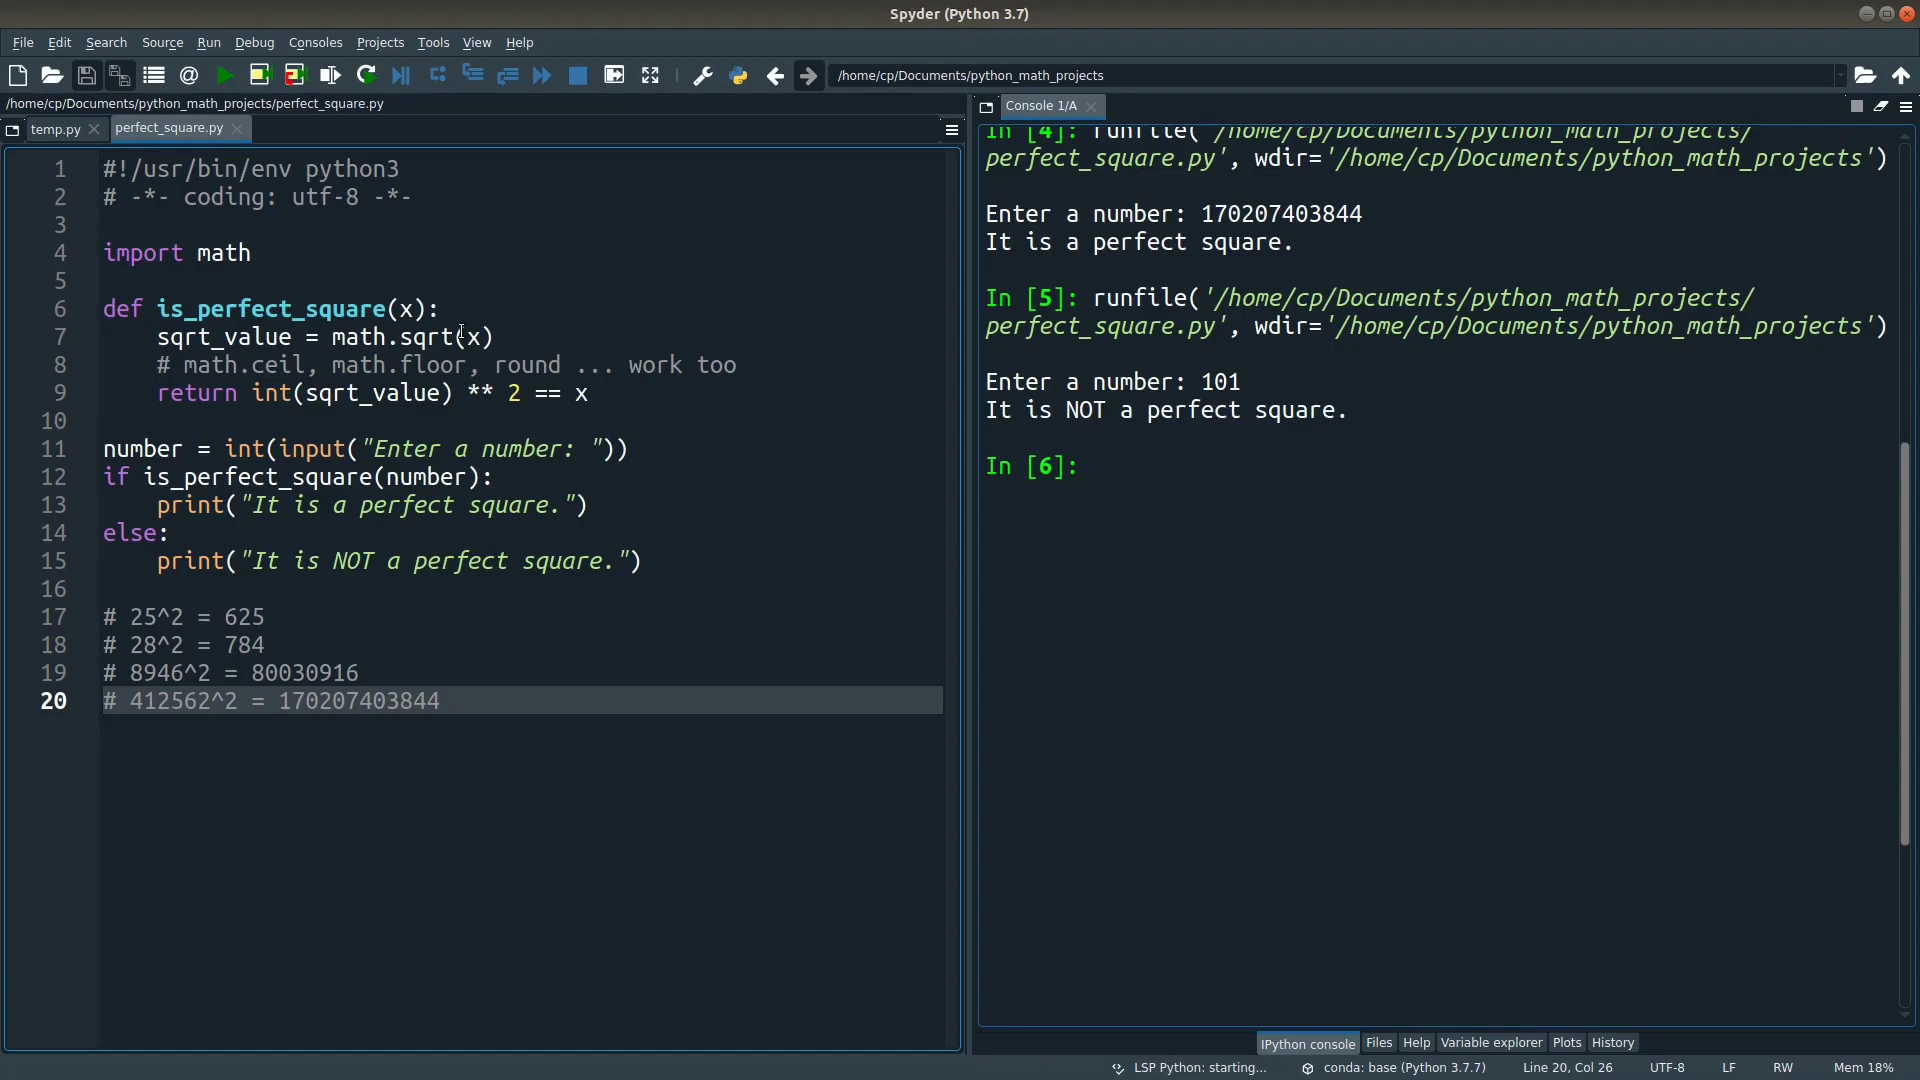 Spyder (Python 3.7)
File Edit Search Source Run Debug Consoles Projects Tools View Help
/home/cp/Documents/python_math_projects
/home/cp/Documents/python_math_projects/perfect_square.py
temp.py
perfect_square.py
1 #!/usr/bin/env python3
2 # -*- coding: utf-8 -*-
3
4 import math
5
6 def is_perfect_square(x):
7     sqrt_value = math.sqrt(x)
8     # math.ceil, math.floor, round ... work too
9     return int(sqrt_value) ** 2 == x
10
11 number = int(input("Enter a number: "))
12 if is_perfect_square(number):
13     print("It is a perfect square.")
14 else:
15     print("It is NOT a perfect square.")
16
17 # 25^2 = 625
18 # 28^2 = 784
19 # 8946^2 = 80030916
20 # 412562^2 = 170207403844
Console 1/A
In [4]: runfile('/home/cp/Documents/python_math_projects/
perfect_square.py', wdir='/home/cp/Documents/python_math_projects')
Enter a number: 170207403844
It is a perfect square.
In [5]: runfile('/home/cp/Documents/python_math_projects/
perfect_square.py', wdir='/home/cp/Documents/python_math_projects')
Enter a number: 101
It is NOT a perfect square.
In [6]:
IPython console Files Help Variable explorer Plots History
LSP Python: starting... conda: base (Python 3.7.7) Line 20, Col 26 UTF-8 LF RW Mem 18%